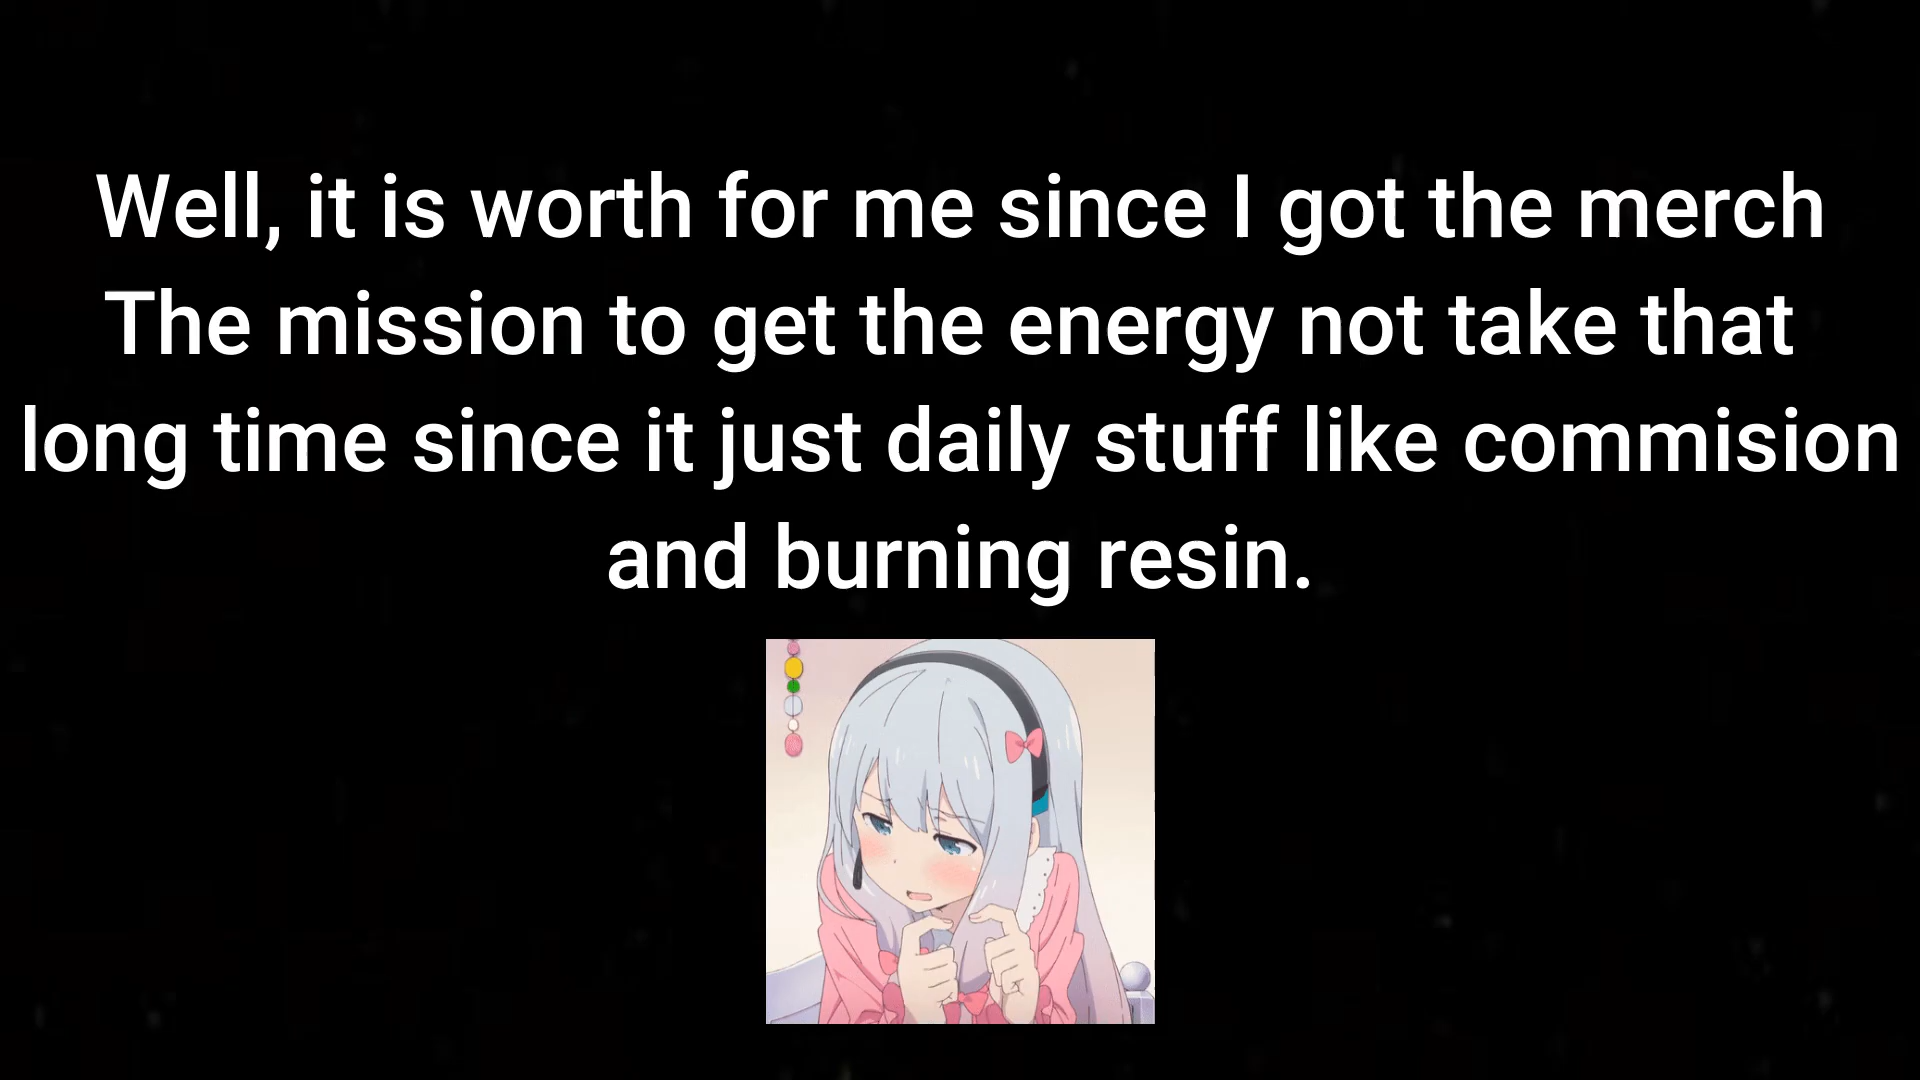 Well, it is worth for me since I got the merch
The mission to get the energy not take that
long time since it just daily stuff like commision
and burning resin.